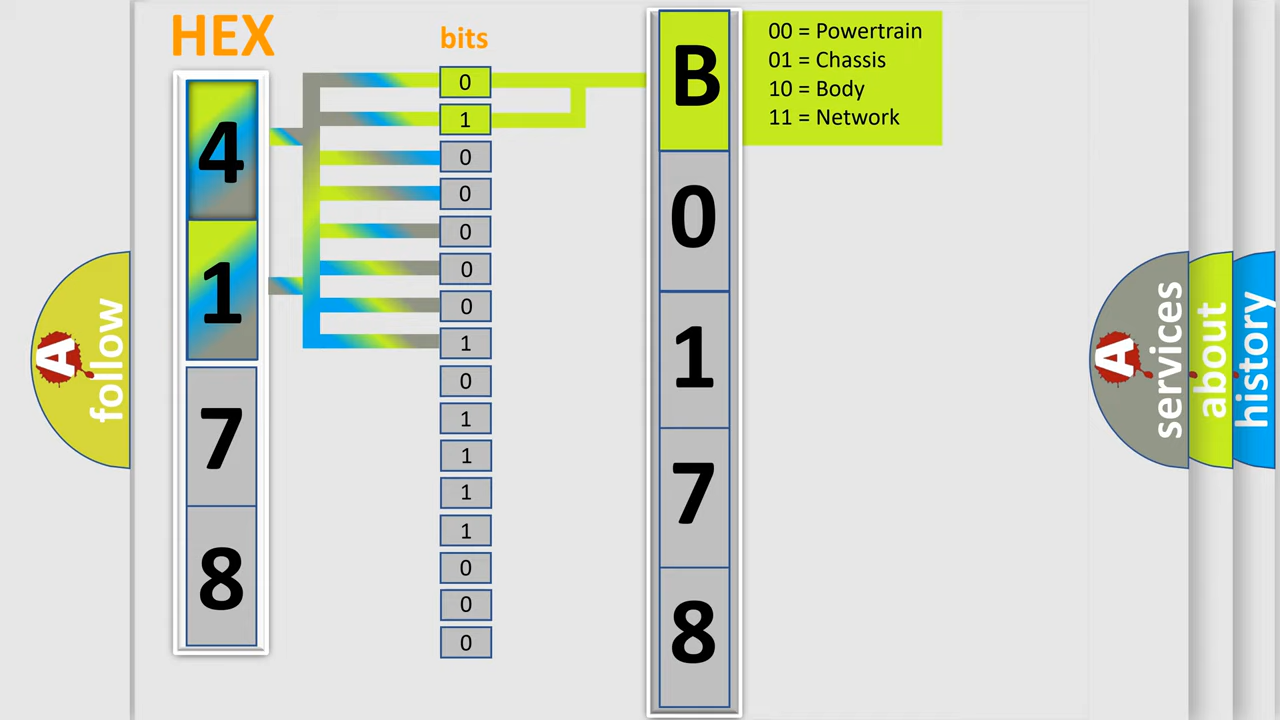 HEX
bits
4
1
7
8
0
1
0
0
0
0
0
1
0
1
1
1
1
0
0
0
B
0
1
7
8
00 = Powertrain
01 = Chassis
10 = Body
11 = Network
A
follow
A
services
about
history